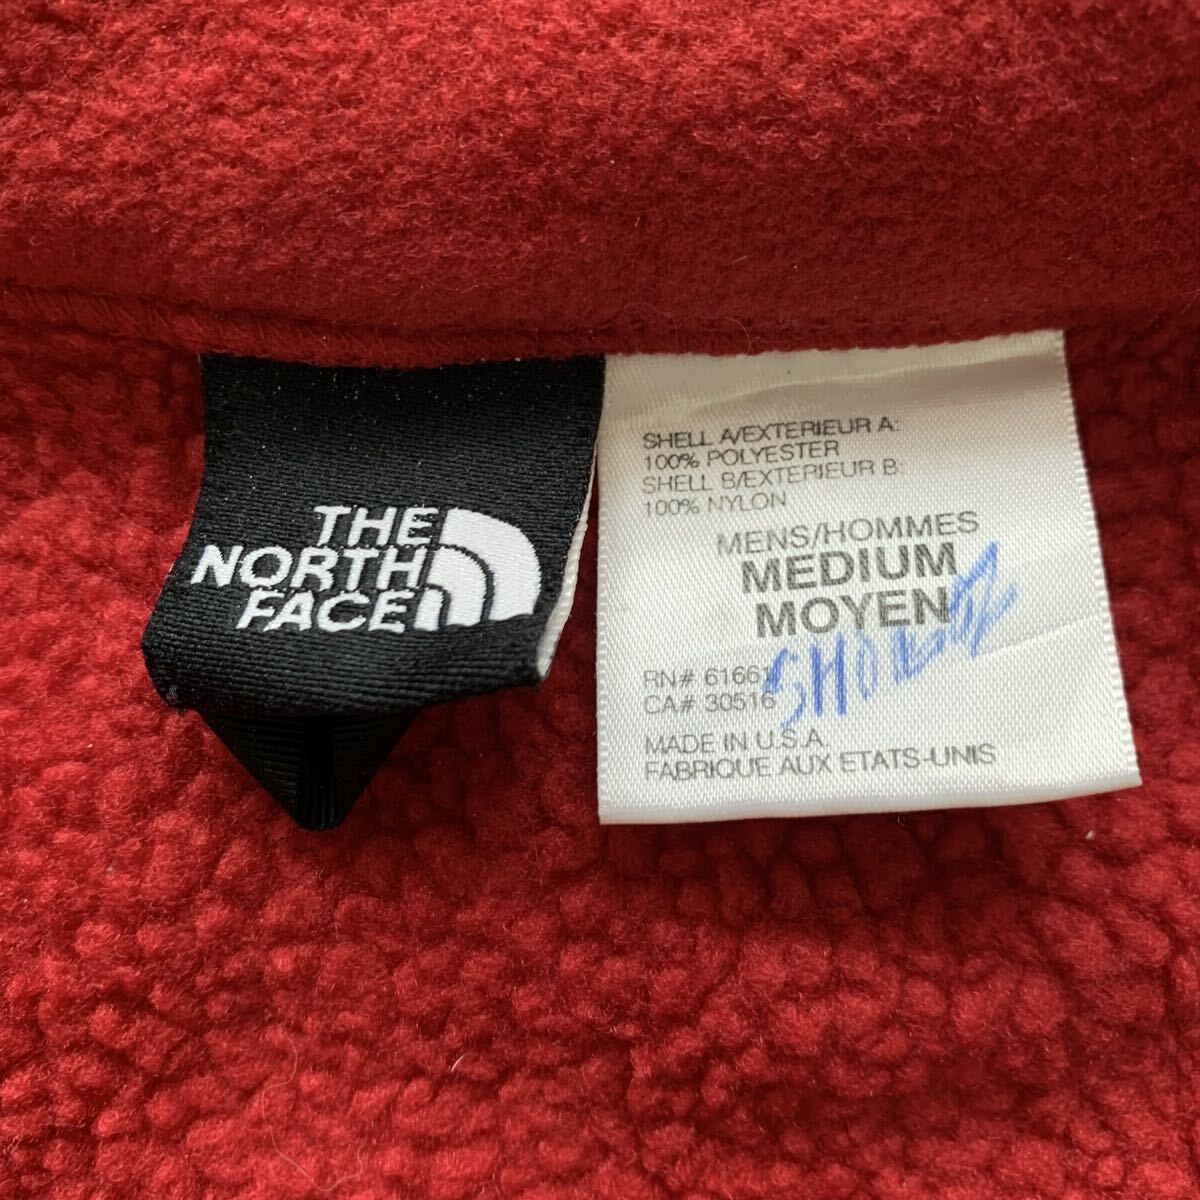 THE
NORTH
FACE
SHELL A/EXTERIEUR A:
100% POLYESTER
SHELL B/EXTERIEUR B:
100% NYLON
MENS/HOMMES
MEDIUM
MOYEN
RN# 61661
CA# 30516
MADE IN U.S.A.
FABRIQUE AUX ETATS-UNIS